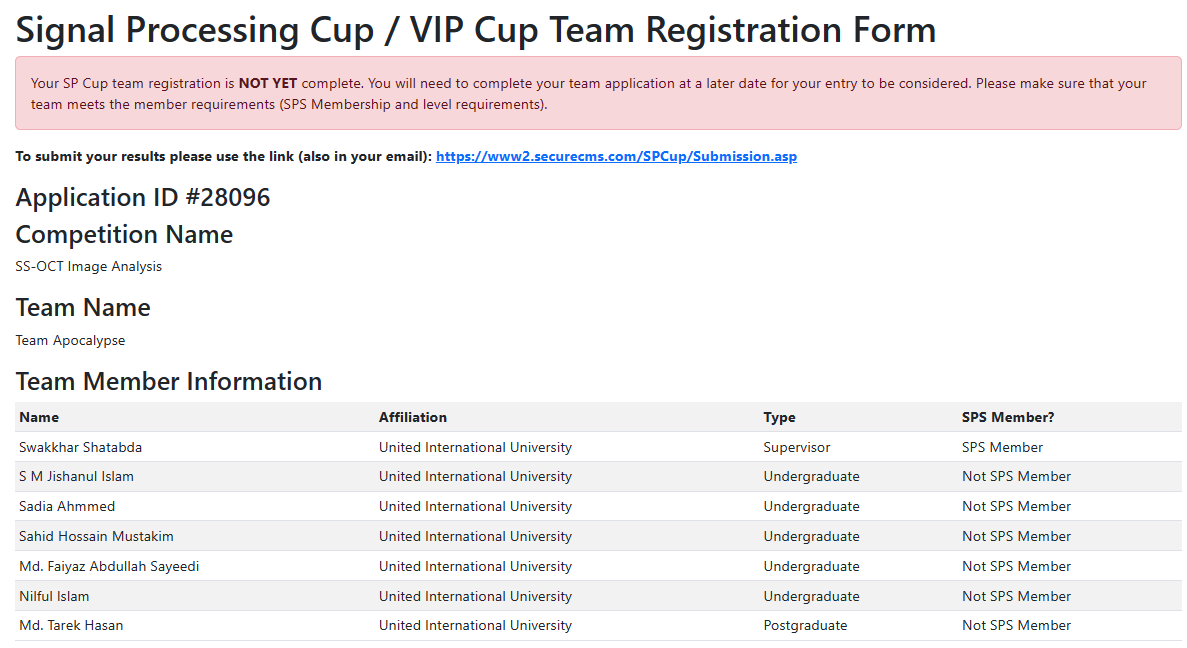 Signal Processing Cup / VIP Cup Team Registration Form
Your SP Cup team registration is NOT YET complete. You will need to complete your team application at a later date for your entry to be considered. Please make sure that your
team meets the member requirements (SPS Membership and level requirements).
To submit your results please use the link (also in your email): https://www2.securecms.com/SPCup/Submission.asp
Application ID #28096
Competition Name
SS-OCT Image Analysis
Team Name
Team Apocalypse
Team Member Information
Name Affiliation Type SPS Member?
Swakkhar Shatabda United International University Supervisor SPS Member
S M Jishanul Islam United International University Undergraduate Not SPS Member
Sadia Ahmmed United International University Undergraduate Not SPS Member
Sahid Hossain Mustakim United International University Undergraduate Not SPS Member
Md. Faiyaz Abdullah Sayeedi United International University Undergraduate Not SPS Member
Nilful Islam United International University Undergraduate Not SPS Member
Md. Tarek Hasan United International University Postgraduate Not SPS Member